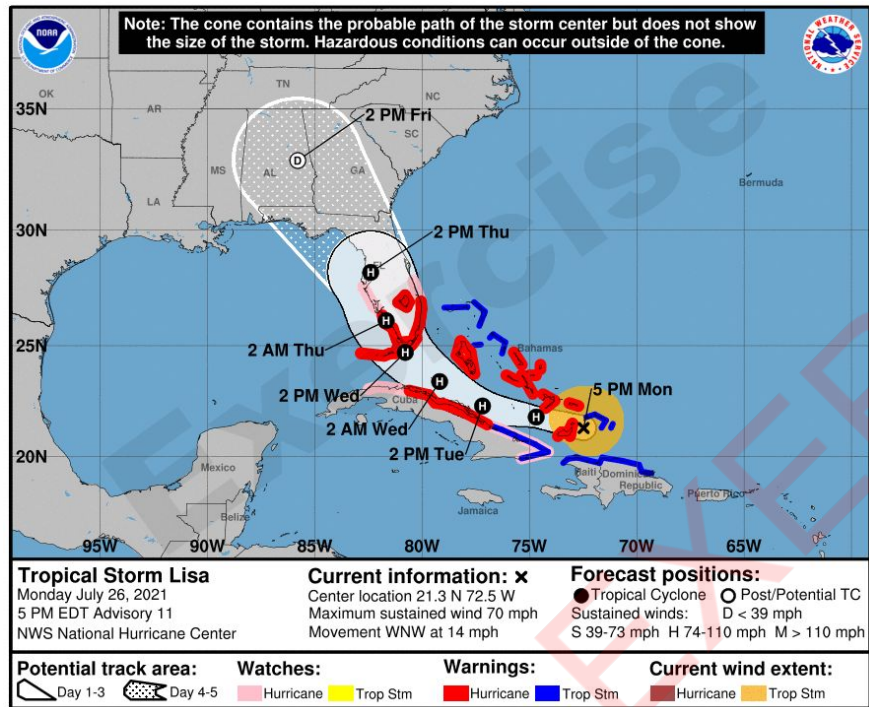 Note: The cone contains the probable path of the storm center but does not show
the size of the storm. Hazardous conditions can occur outside of the cone.
NOAA
NATIONAL WEATHER SERVICE
OK
TN
NC
35N
AR
2 PM Fri
SC
D
MS
AL
GA
Bermuda
LA
30N
2 PM Thu
H
H
25N
2 AM Thu
H
Bahamas
5 PM Mon
2 PM Wed
H
Cuba
H
H
2 AM Wed
2 PM Tue
20N
Mexico
Haiti
Dominican
Republic
Puerto Rico
Jamaica
Belize
95W
90W
85W
80W
75W
70W
65W
Exercise
EXER
Tropical Storm Lisa
Monday July 26, 2021
5 PM EDT Advisory 11
NWS National Hurricane Center
Current information: x
Center location 21.3 N 72.5 W
Maximum sustained wind 70 mph
Movement WNW at 14 mph
Forecast positions:
Tropical Cyclone Post/Potential TC
Sustained winds: D < 39 mph
S 39-73 mph H 74-110 mph M > 110 mph
Potential track area:
Day 1-3 Day 4-5
Watches:
Hurricane Trop Stm
Warnings:
Hurricane Trop Stm
Current wind extent:
Hurricane Trop Stm